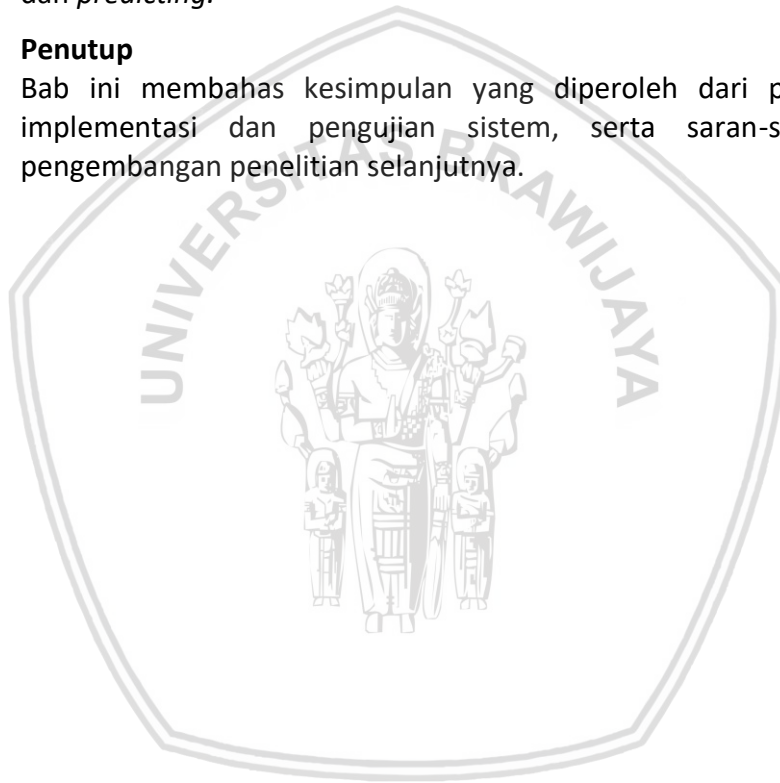 dan predicting.
Penutup
Bab ini membahas kesimpulan yang diperoleh dari p
implementasi dan pengujian sistem, serta saran-s
pengembangan penelitian selanjutnya.
UNIVERSITAS BRAWIJAYA